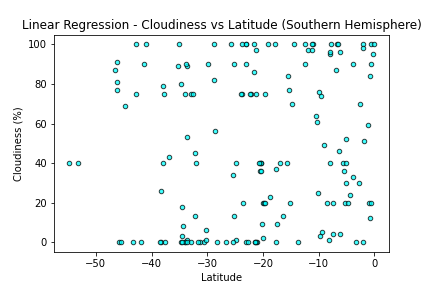 Linear Regression - Cloudiness vs Latitude (Southern Hemisphere)
100
80
60
40
20
0
Cloudiness (%)
−50 −40 −30 −20 −10 0
Latitude